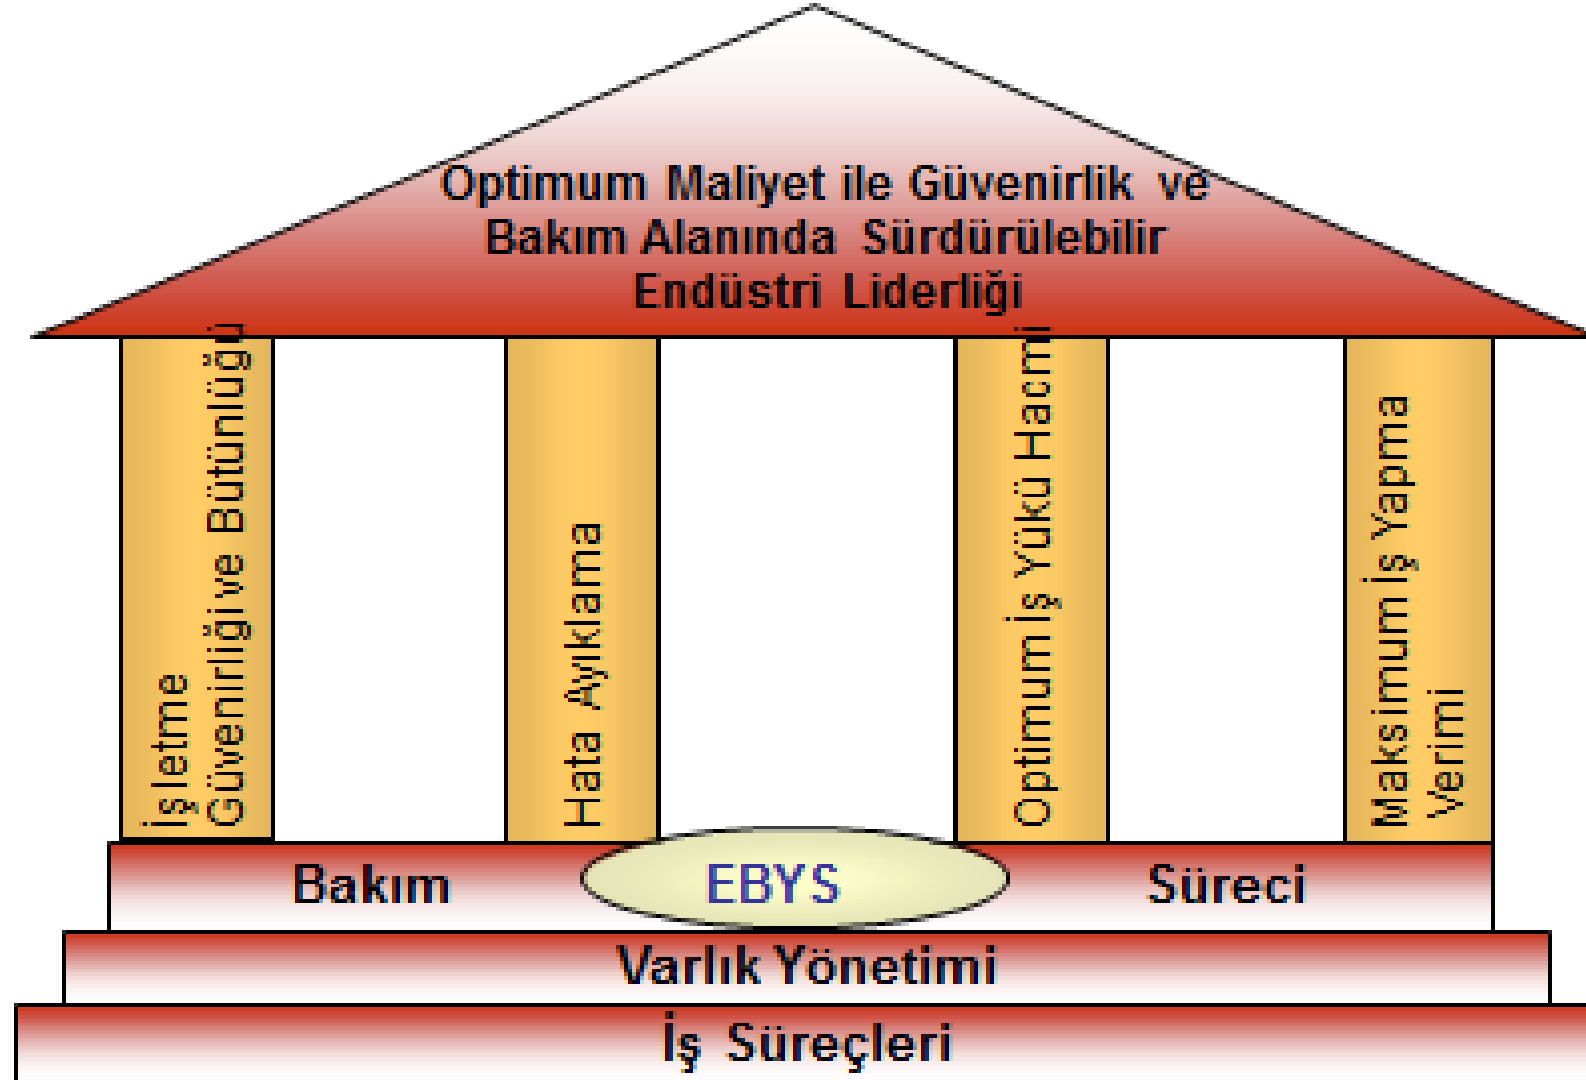 Optimum Maliyet ile Güvenirlik ve
Bakım Alanında Sürdürülebilir
Endüstri Liderliği
İşletme
Güvenirliği ve Bütünlüğü
Hata Ayıklama
Optimum İş Yükü Hacmi
Maksimum İş Yapma
Verimi
Bakım EBYS Süreci
Varlık Yönetimi
İş Süreçleri